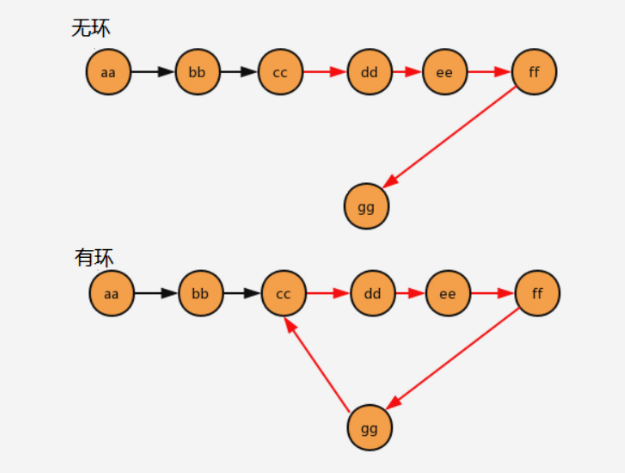 无环
aa bb cc dd ee ff
gg
有环
aa bb cc dd ee ff
gg